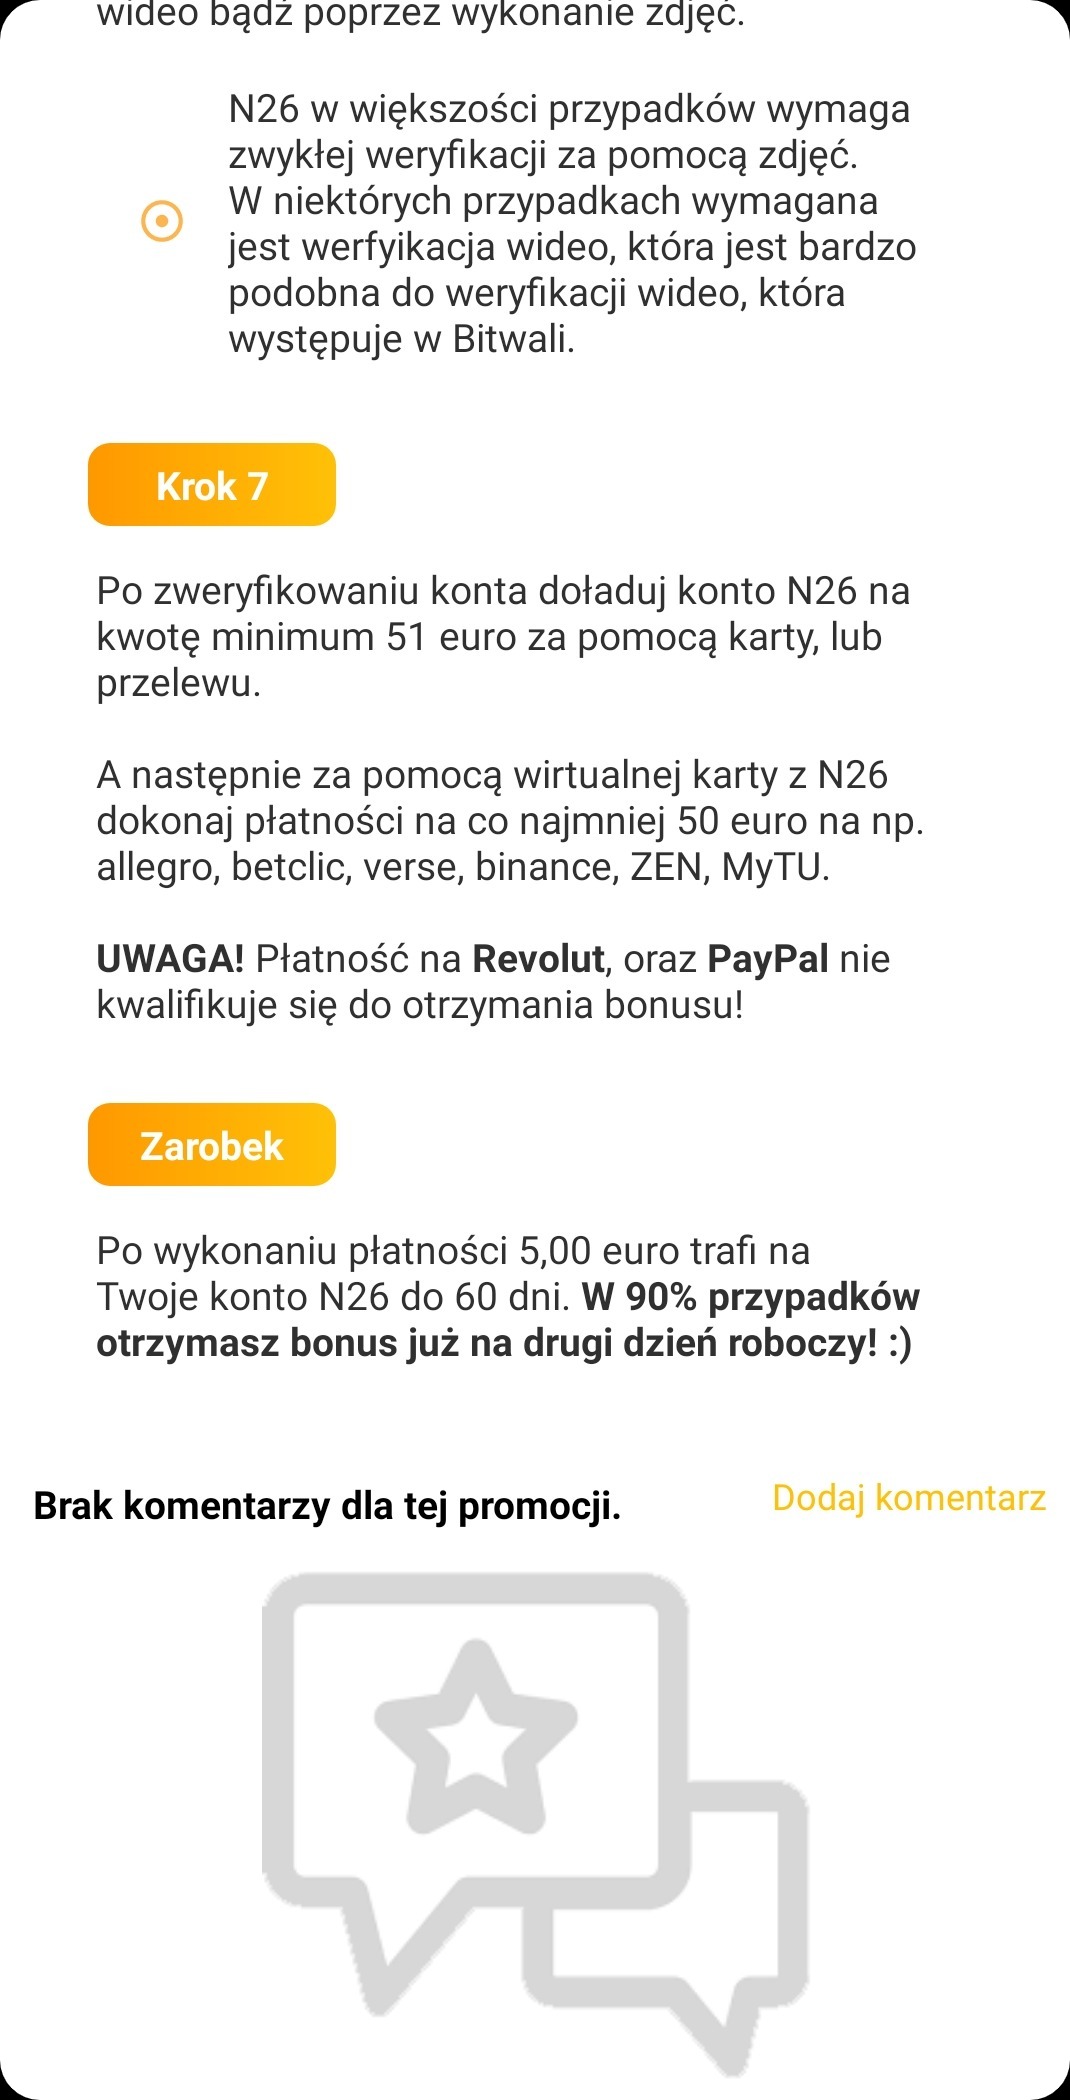 wideo bądź poprzez wykonanie zdjęć.
N26 w większości przypadków wymaga
zwykłej weryfikacji za pomocą zdjęć.
W niektórych przypadkach wymagana
jest werfyikacja wideo, która jest bardzo
podobna do weryfikacji wideo, która
występuje w Bitwali.
Krok 7
Po zweryfikowaniu konta doładuj konto N26 na
kwotę minimum 51 euro za pomocą karty, lub
przelewu.
A następnie za pomocą wirtualnej karty z N26
dokonaj płatności na co najmniej 50 euro na np.
allegro, betclic, verse, binance, ZEN, MyTU.
UWAGA! Płatność na Revolut, oraz PayPal nie
kwalifikuje się do otrzymania bonusu!
Zarobek
Po wykonaniu płatności 5,00 euro trafi na
Twoje konto N26 do 60 dni. W 90% przypadków
otrzymasz bonus już na drugi dzień roboczy! :)
Brak komentarzy dla tej promocji.
Dodaj komentarz